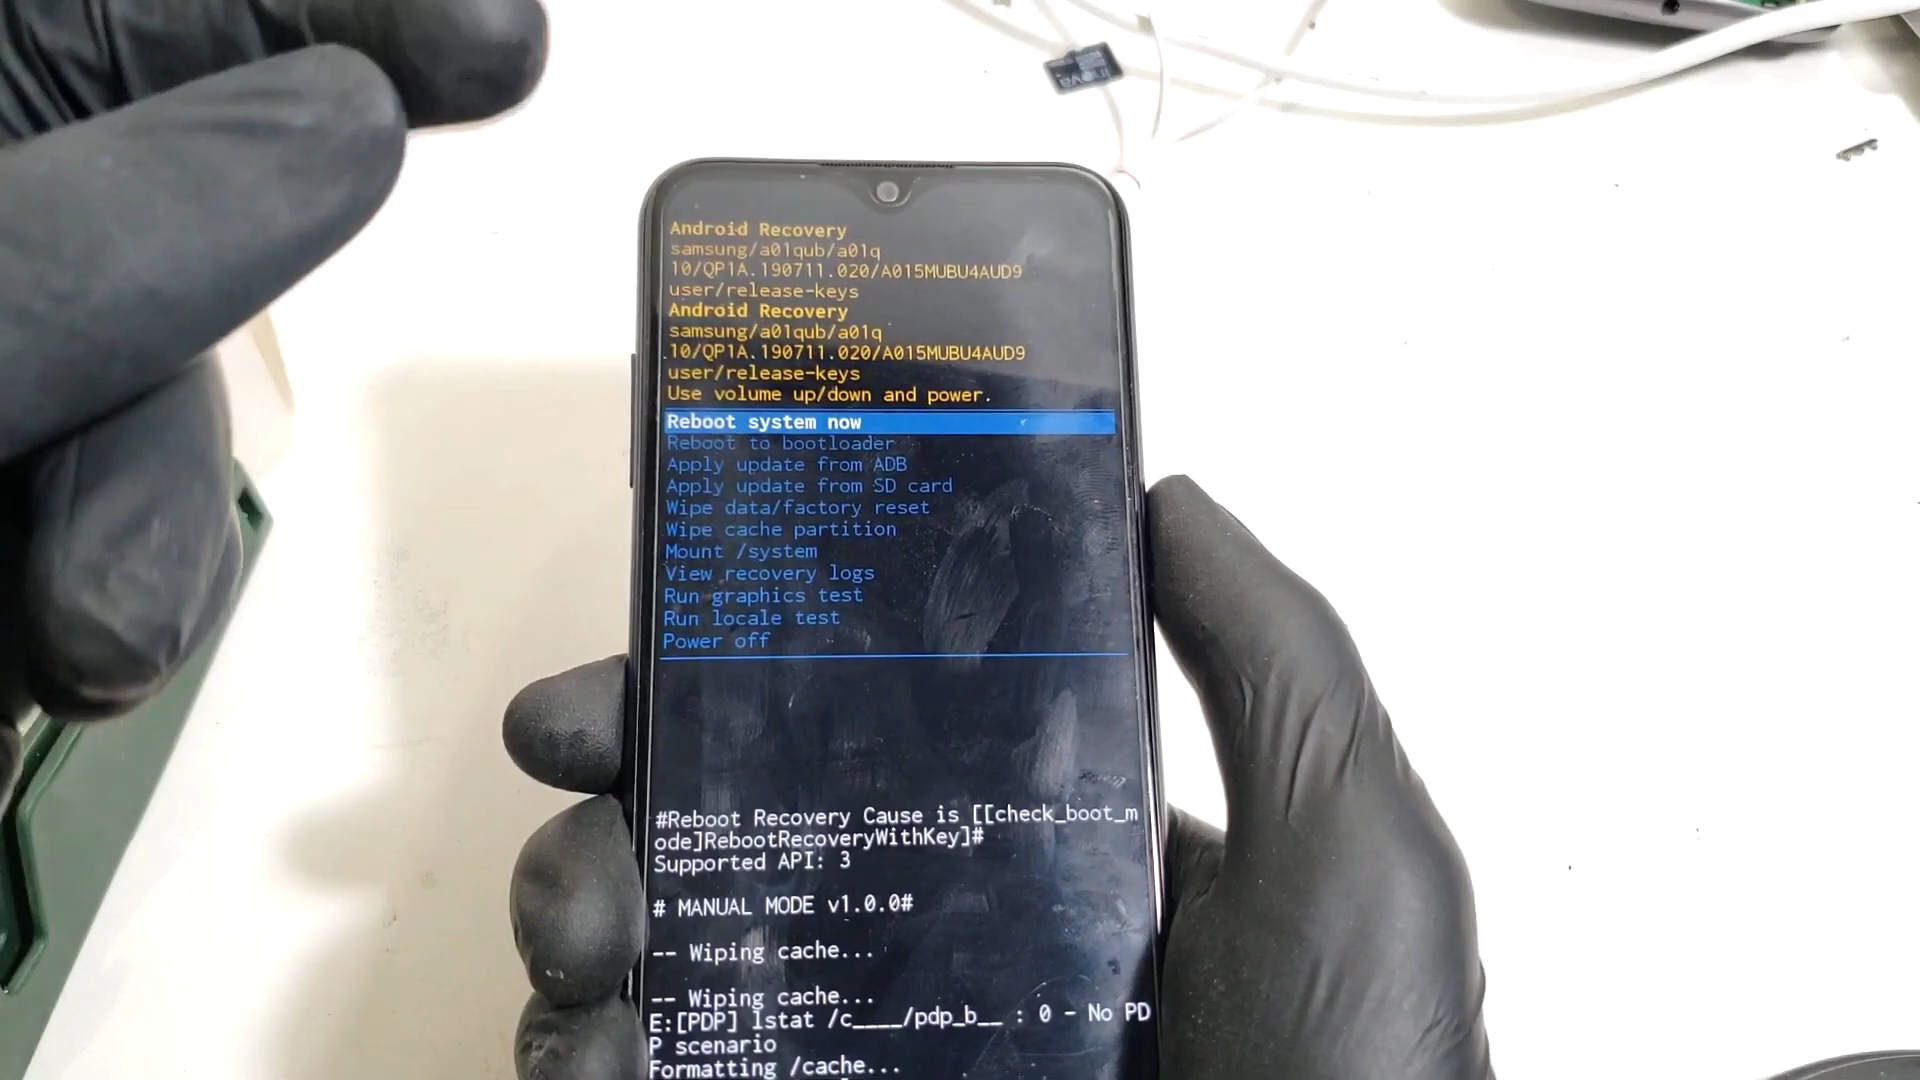 Android Recovery
samsung/a01qub/a01q
10/QP1A.190711.020/A015MUBU4AUD9
user/release-keys
Android Recovery
samsung/a01qub/a01q
10/QP1A.190711.020/A015MUBU4AUD9
user/release-keys
Use volume up/down and power.
Reboot system now
Reboot to bootloader
Apply update from ADB
Apply update from SD card
Wipe data/factory reset
Wipe cache partition
Mount /system
View recovery logs
Run graphics test
Run locale test
Power off
#Reboot Recovery Cause is [[check_boot_m
ode]RebootRecoveryWithKey]#
Supported API: 3
# MANUAL MODE v1.0.0#
-- Wiping cache...
-- Wiping cache...
E:[PDP] lstat /c____/pdp_b__ : 0 - No PD
P scenario
Formatting /cache...